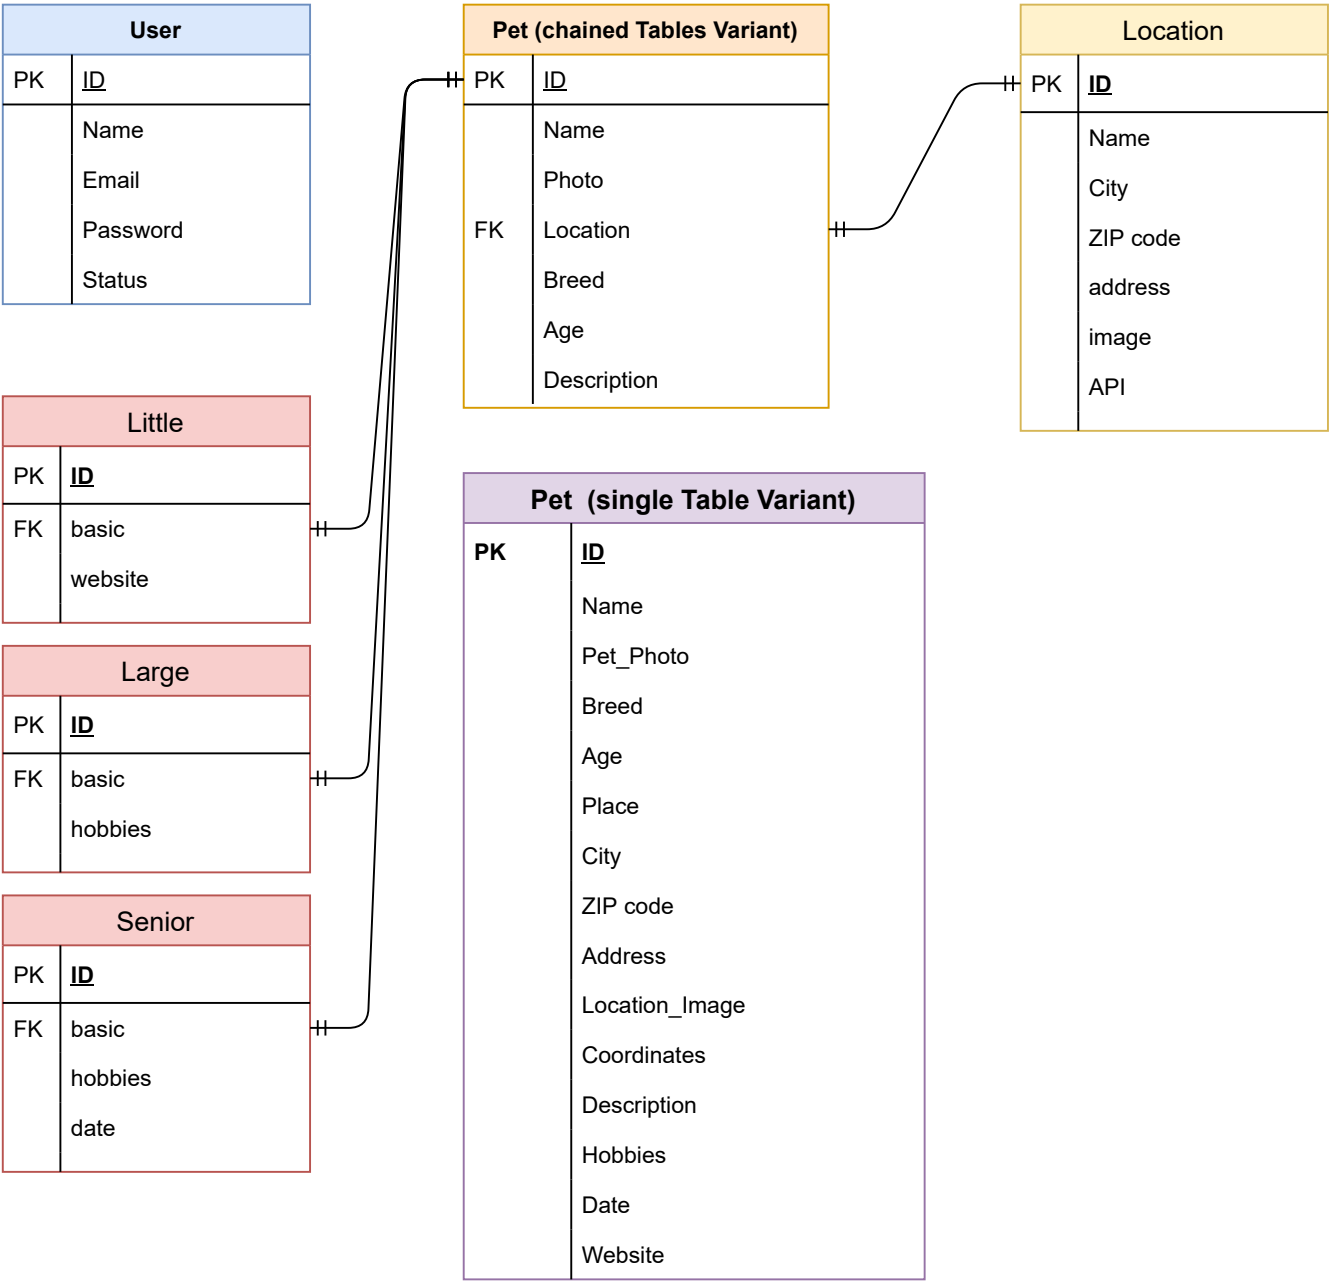 User
PK ID
Name
Email
Password
Status
Pet (chained Tables Variant)
PK ID
Name
Photo
FK Location
Breed
Age
Description
Location
PK ID
Name
City
ZIP code
address
image
API
Little
PK ID
FK basic
website
Large
PK ID
FK basic
hobbies
Senior
PK ID
FK basic
hobbies
date
Pet (single Table Variant)
PK ID
Name
Pet_Photo
Breed
Age
Place
City
ZIP code
Address
Location_Image
Coordinates
Description
Hobbies
Date
Website